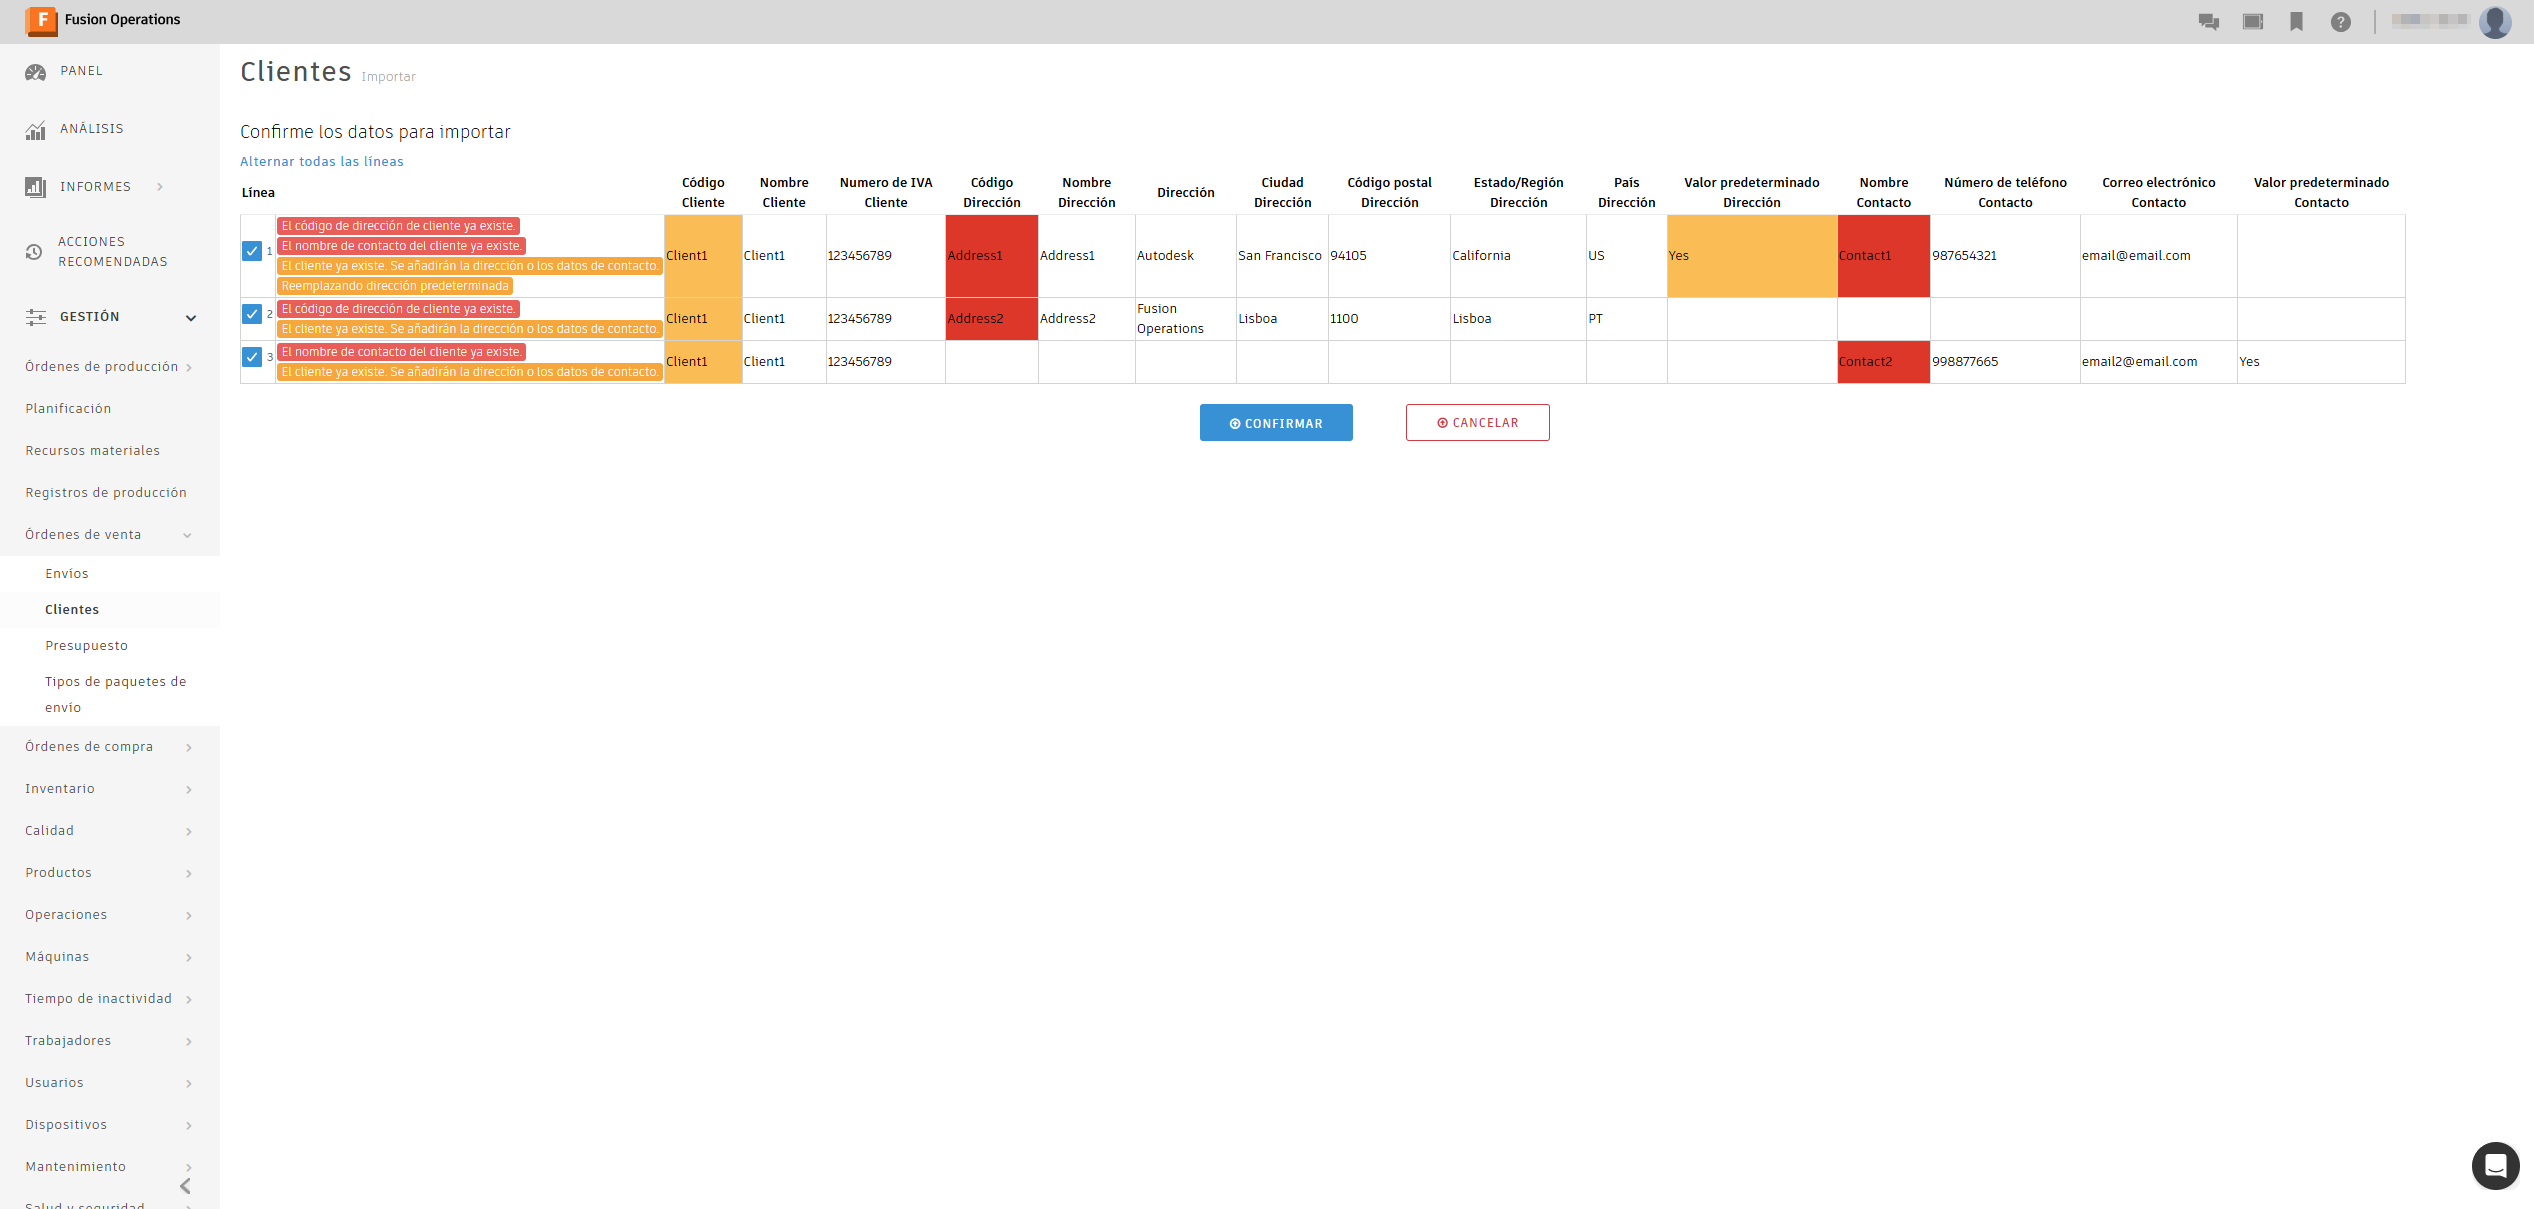 F Fusion Operations
PANEL
ANÁLISIS
INFORMES
ACCIONES
RECOMENDADAS
GESTIÓN
Órdenes de producción
Planificación
Recursos materiales
Registros de producción
Órdenes de venta
Envíos
Clientes
Presupuesto
Tipos de paquetes de
envío
Órdenes de compra
Inventario
Calidad
Productos
Operaciones
Máquinas
Tiempo de inactividad
Trabajadores
Usuarios
Dispositivos
Mantenimiento
Salud y seguridad
Clientes Importar
Confirme los datos para importar
Alternar todas las líneas
Línea
Código
Cliente
Nombre
Cliente
Numero de IVA
Cliente
Código
Dirección
Nombre
Dirección
Dirección
Ciudad
Dirección
Código postal
Dirección
Estado/Región
Dirección
País
Dirección
Valor predeterminado
Dirección
Nombre
Contacto
Número de teléfono
Contacto
Correo electrónico
Contacto
Valor predeterminado
Contacto
1
El código de dirección de cliente ya existe.
El nombre de contacto del cliente ya existe.
El cliente ya existe. Se añadirán la dirección o los datos de contacto.
Reemplazando dirección predeterminada
Client1 Client1 123456789 Address1 Address1 Autodesk San Francisco 94105 California US Yes Contact1 987654321 email@email.com
2
El código de dirección de cliente ya existe.
El cliente ya existe. Se añadirán la dirección o los datos de contacto.
Client1 Client1 123456789 Address2 Address2
Fusion
Operations
Lisboa 1100 Lisboa PT
3
El nombre de contacto del cliente ya existe.
El cliente ya existe. Se añadirán la dirección o los datos de contacto.
Client1 Client1 123456789 Contact2 998877665 email2@email.com Yes
CONFIRMAR
CANCELAR